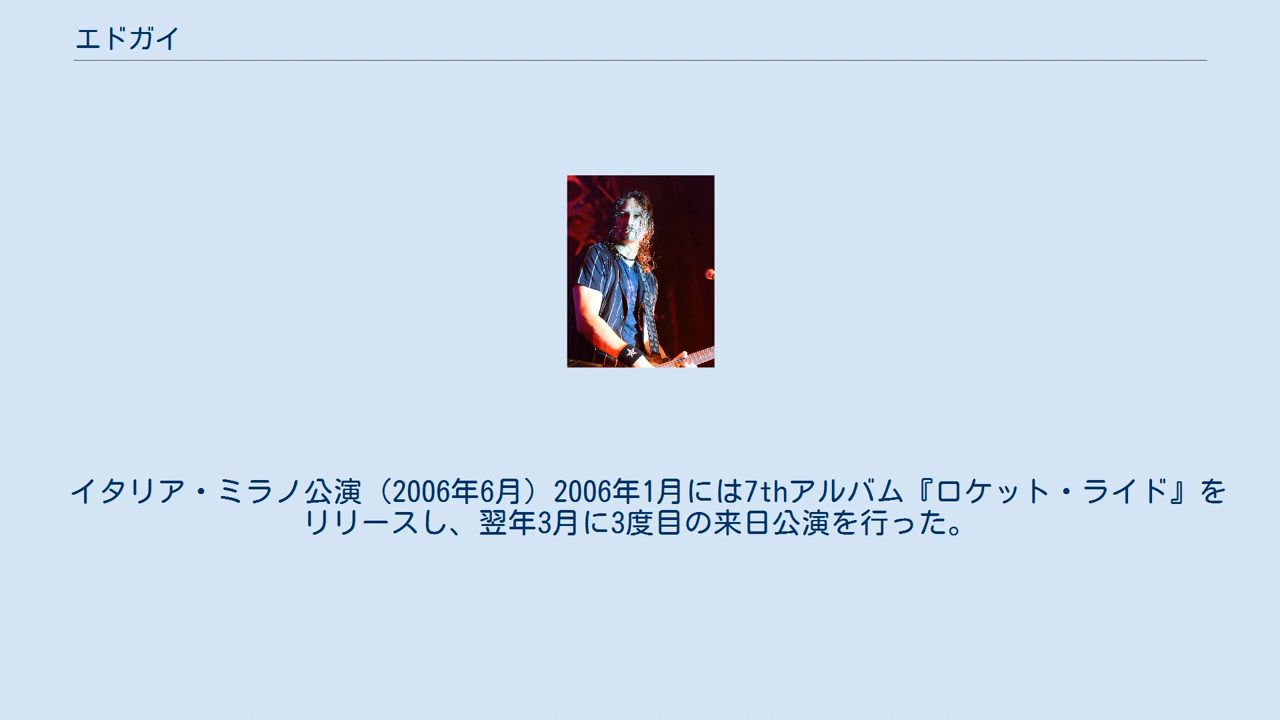 エドガイ
イタリア・ミラノ公演（2006年6月）2006年1月には7thアルバム『ロケット・ライド』を
リリースし、翌年3月に3度目の来日公演を行った。